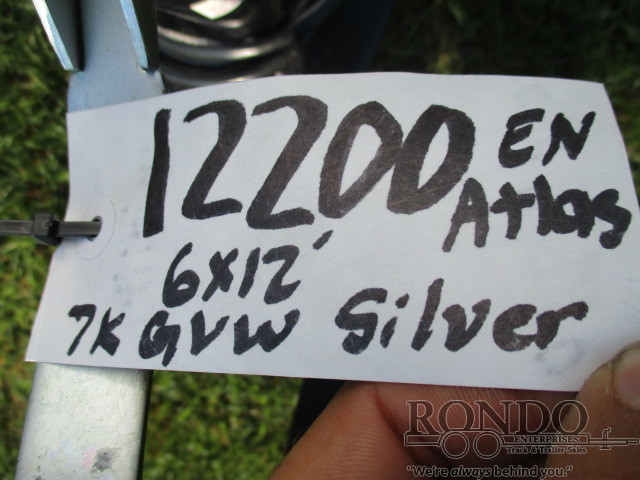 12200 EN
Atlas
6x12'
7K GVW Silver
RONDO
ENTERPRISES
Truck & Trailer Sales
"We're always behind you."